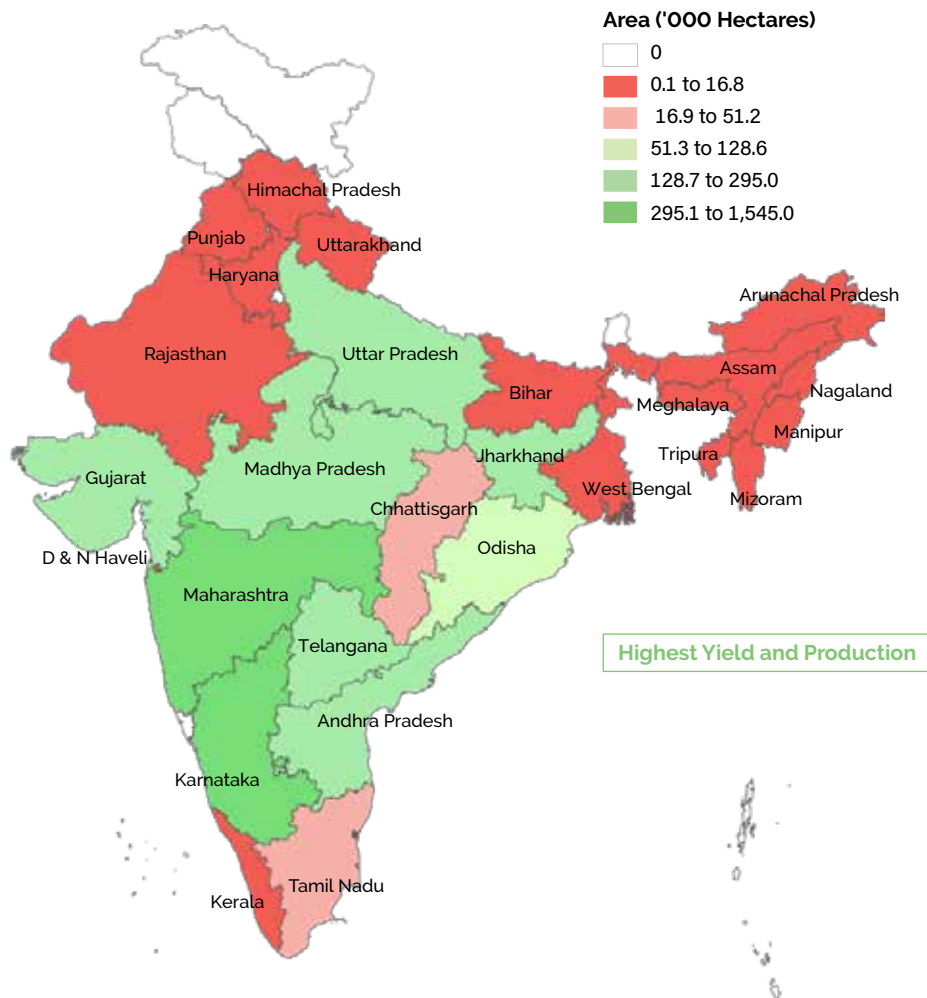 Area ('000 Hectares)
0
0.1 to 16.8
16.9 to 51.2
51.3 to 128.6
128.7 to 295.0
295.1 to 1,545.0
Himachal Pradesh
Punjab
Uttarakhand
Haryana
Arunachal Pradesh
Rajasthan
Uttar Pradesh
Assam
Bihar
Nagaland
Meghalaya
Manipur
Tripura
Jharkhand
Madhya Pradesh
Gujarat
West Bengal
Mizoram
Chhattisgarh
Odisha
D & N Haveli
Maharashtra
Telangana
Highest Yield and Production
Andhra Pradesh
Karnataka
Tamil Nadu
Kerala